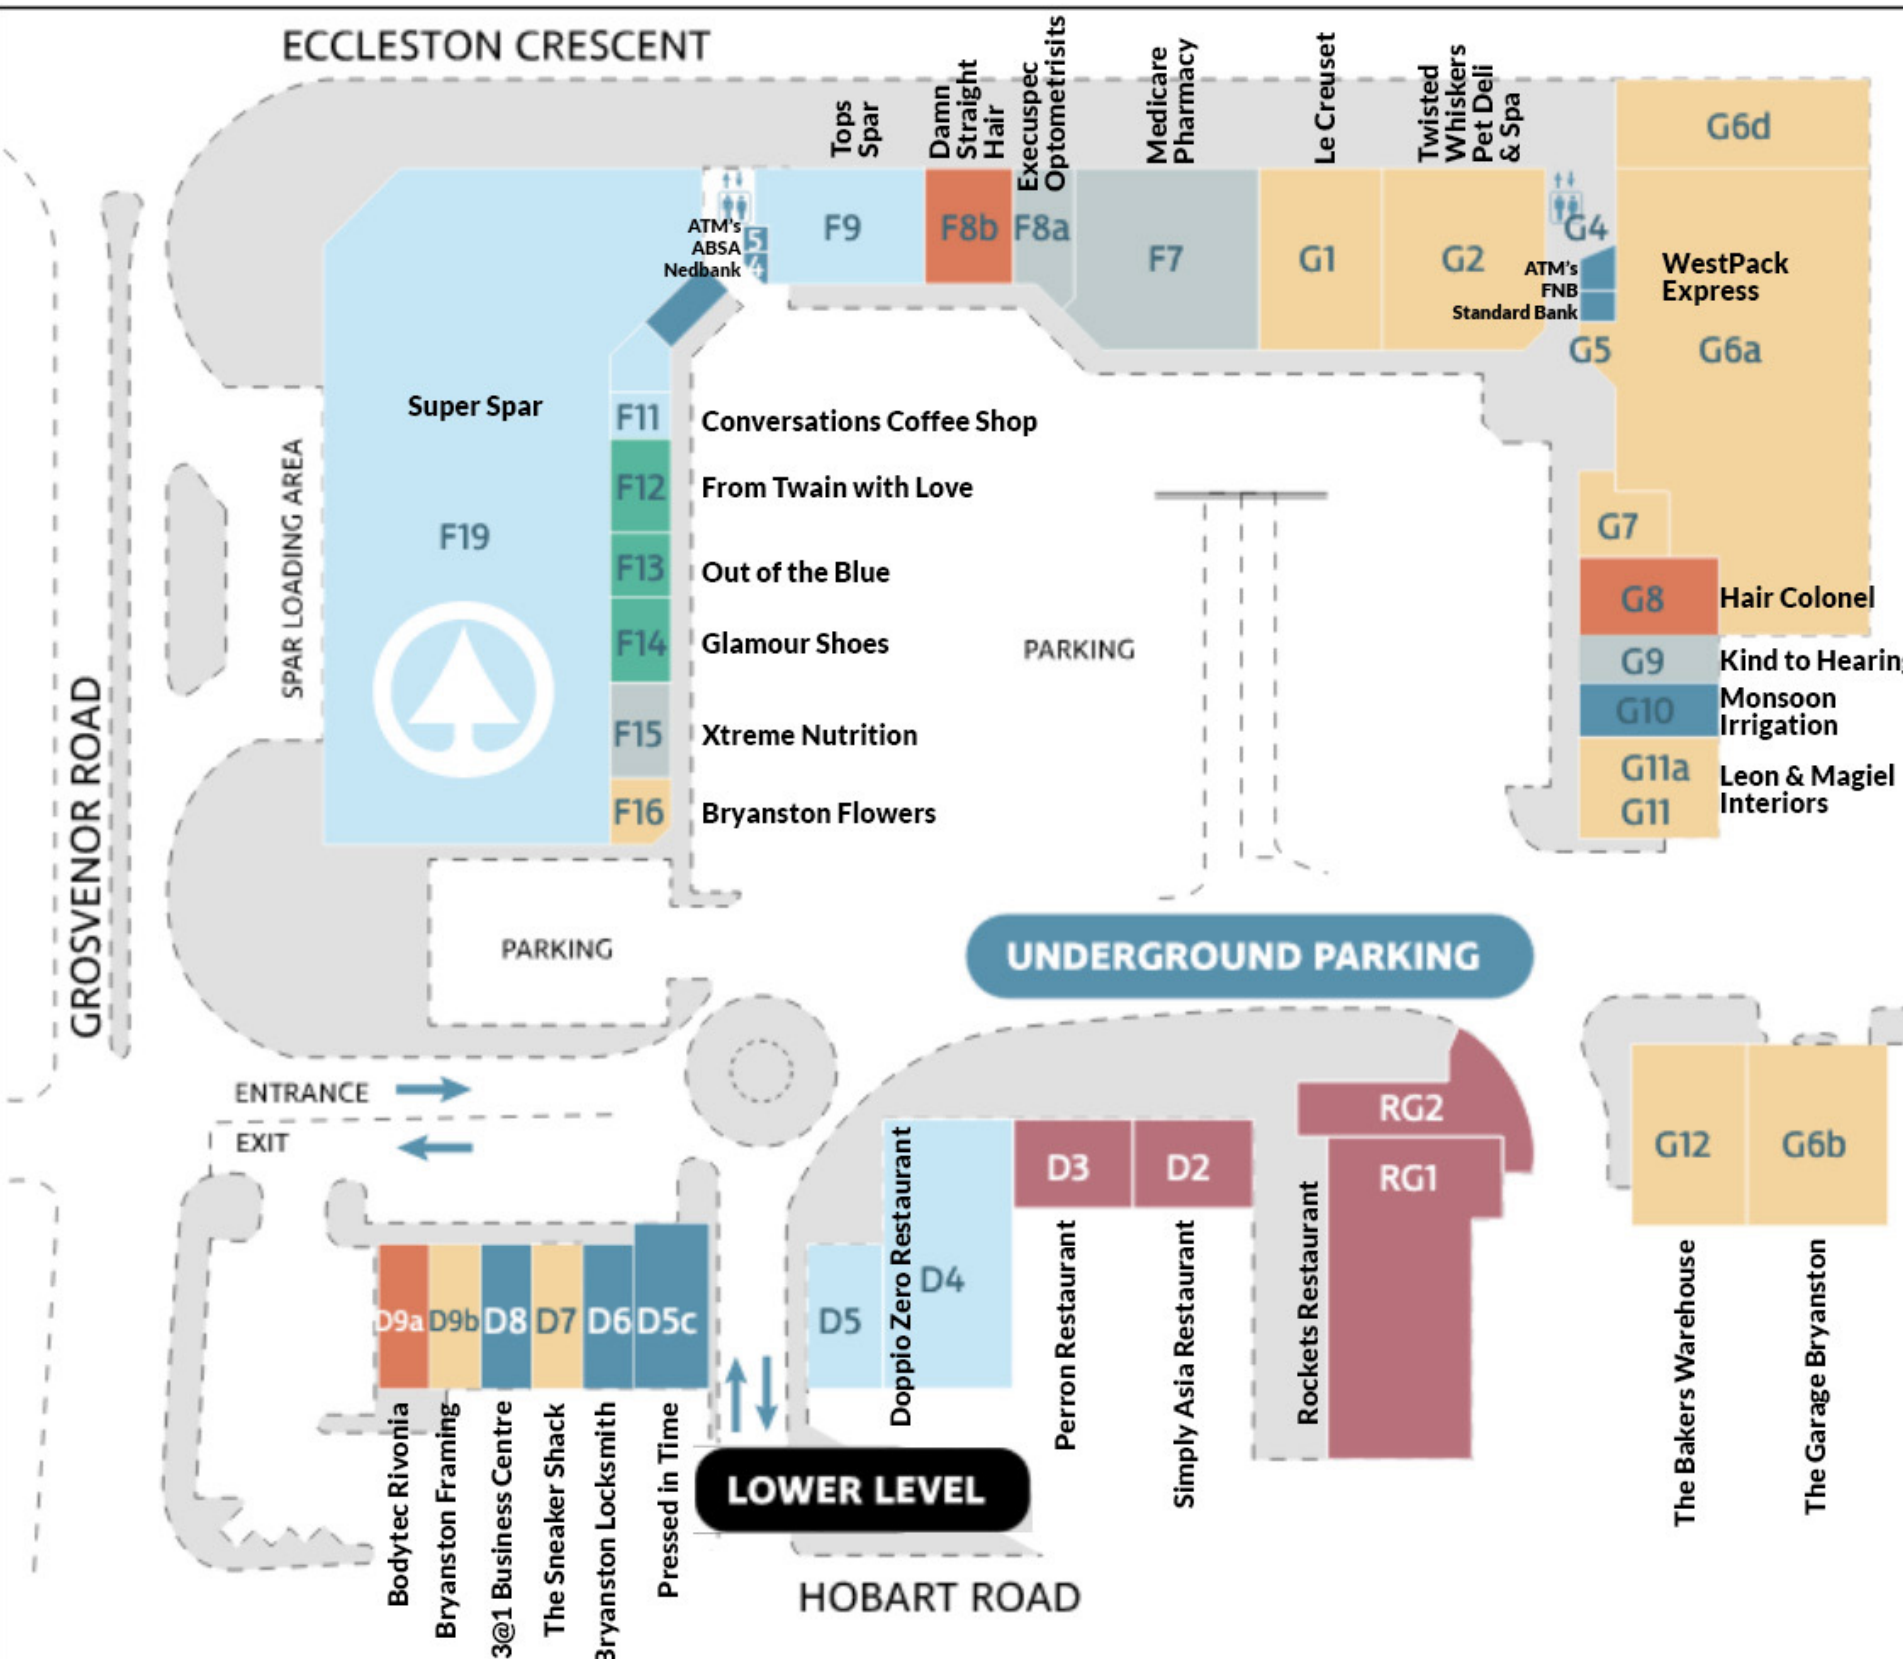 ECCLESTON CRESCENT
Tops
Spar
Damn
Straight
Hair
Execuspec
Optometrisits
Medicare
Pharmacy
Le Creuset
Twisted
Whiskers
Pet Deli
& Spa
G6d
F9
F8b
F8a
F7
G1
G2
G4
ATM's
ABSA
Nedbank
5
4
ATM's
FNB
Standard Bank
G5
WestPack
Express
G6a
Super Spar
F19
SPAR LOADING AREA
GROSVENOR ROAD
F11
Conversations Coffee Shop
F12
From Twain with Love
F13
Out of the Blue
F14
Glamour Shoes
F15
Xtreme Nutrition
F16
Bryanston Flowers
PARKING
G7
G8
Hair Colonel
G9
Kind to Hearing
G10
Monsoon
Irrigation
G11a
G11
Leon & Magiel
Interiors
PARKING
UNDERGROUND PARKING
ENTRANCE
EXIT
RG2
RG1
Rockets Restaurant
D3
Perron Restaurant
D2
Simply Asia Restaurant
D4
Doppio Zero Restaurant
D5
G12
The Bakers Warehouse
G6b
The Garage Bryanston
D9a
D9b
D8
D7
D6
D5c
Bodytec Rivonia
Bryanston Framing
3@1 Business Centre
The Sneaker Shack
Bryanston Locksmith
Pressed in Time
LOWER LEVEL
HOBART ROAD